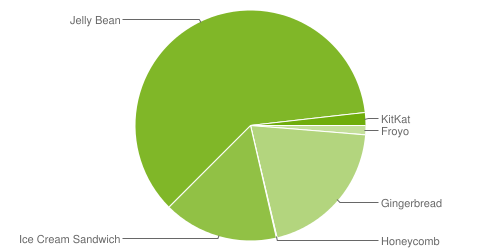 Jelly Bean
KitKat
Froyo
Gingerbread
Ice Cream Sandwich
Honeycomb